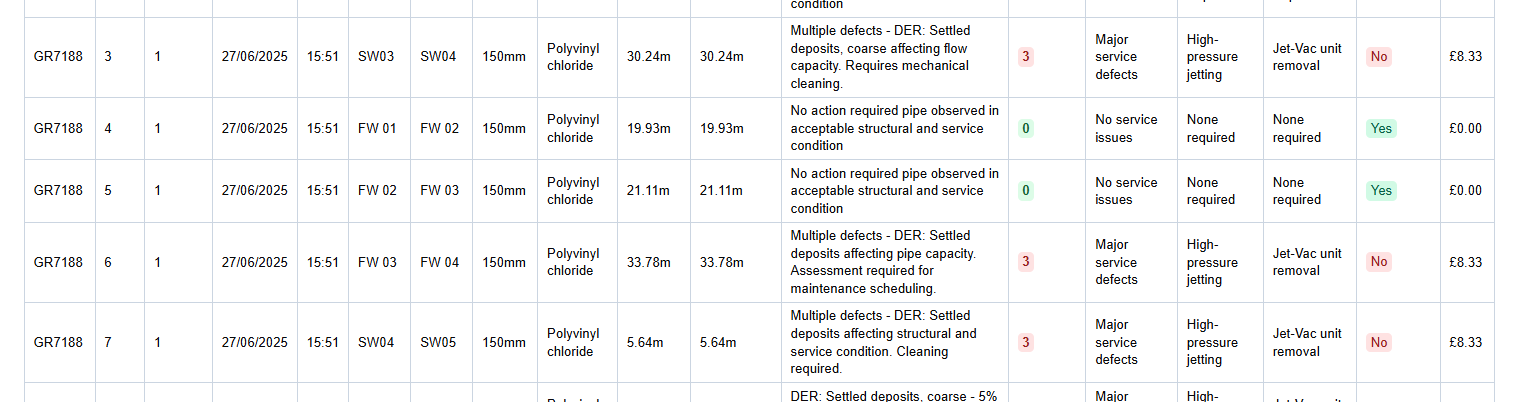 condition
GR7188 3 1 27/06/2025 15:51 SW03 SW04 150mm Polyvinyl chloride 30.24m 30.24m Multiple defects - DER: Settled deposits, coarse affecting flow capacity. Requires mechanical cleaning. 3 Major service defects High-pressure jetting Jet-Vac unit removal No £8.33
GR7188 4 1 27/06/2025 15:51 FW 01 FW 02 150mm Polyvinyl chloride 19.93m 19.93m No action required pipe observed in acceptable structural and service condition 0 No service issues None required None required Yes £0.00
GR7188 5 1 27/06/2025 15:51 FW 02 FW 03 150mm Polyvinyl chloride 21.11m 21.11m No action required pipe observed in acceptable structural and service condition 0 No service issues None required None required Yes £0.00
GR7188 6 1 27/06/2025 15:51 FW 03 FW 04 150mm Polyvinyl chloride 33.78m 33.78m Multiple defects - DER: Settled deposits affecting pipe capacity. Assessment required for maintenance scheduling. 3 Major service defects High-pressure jetting Jet-Vac unit removal No £8.33
GR7188 7 1 27/06/2025 15:51 SW04 SW05 150mm Polyvinyl chloride 5.64m 5.64m Multiple defects - DER: Settled deposits affecting structural and service condition. Cleaning required. 3 Major service defects High-pressure jetting Jet-Vac unit removal No £8.33
DER: Settled deposits, coarse - 5% Major High-